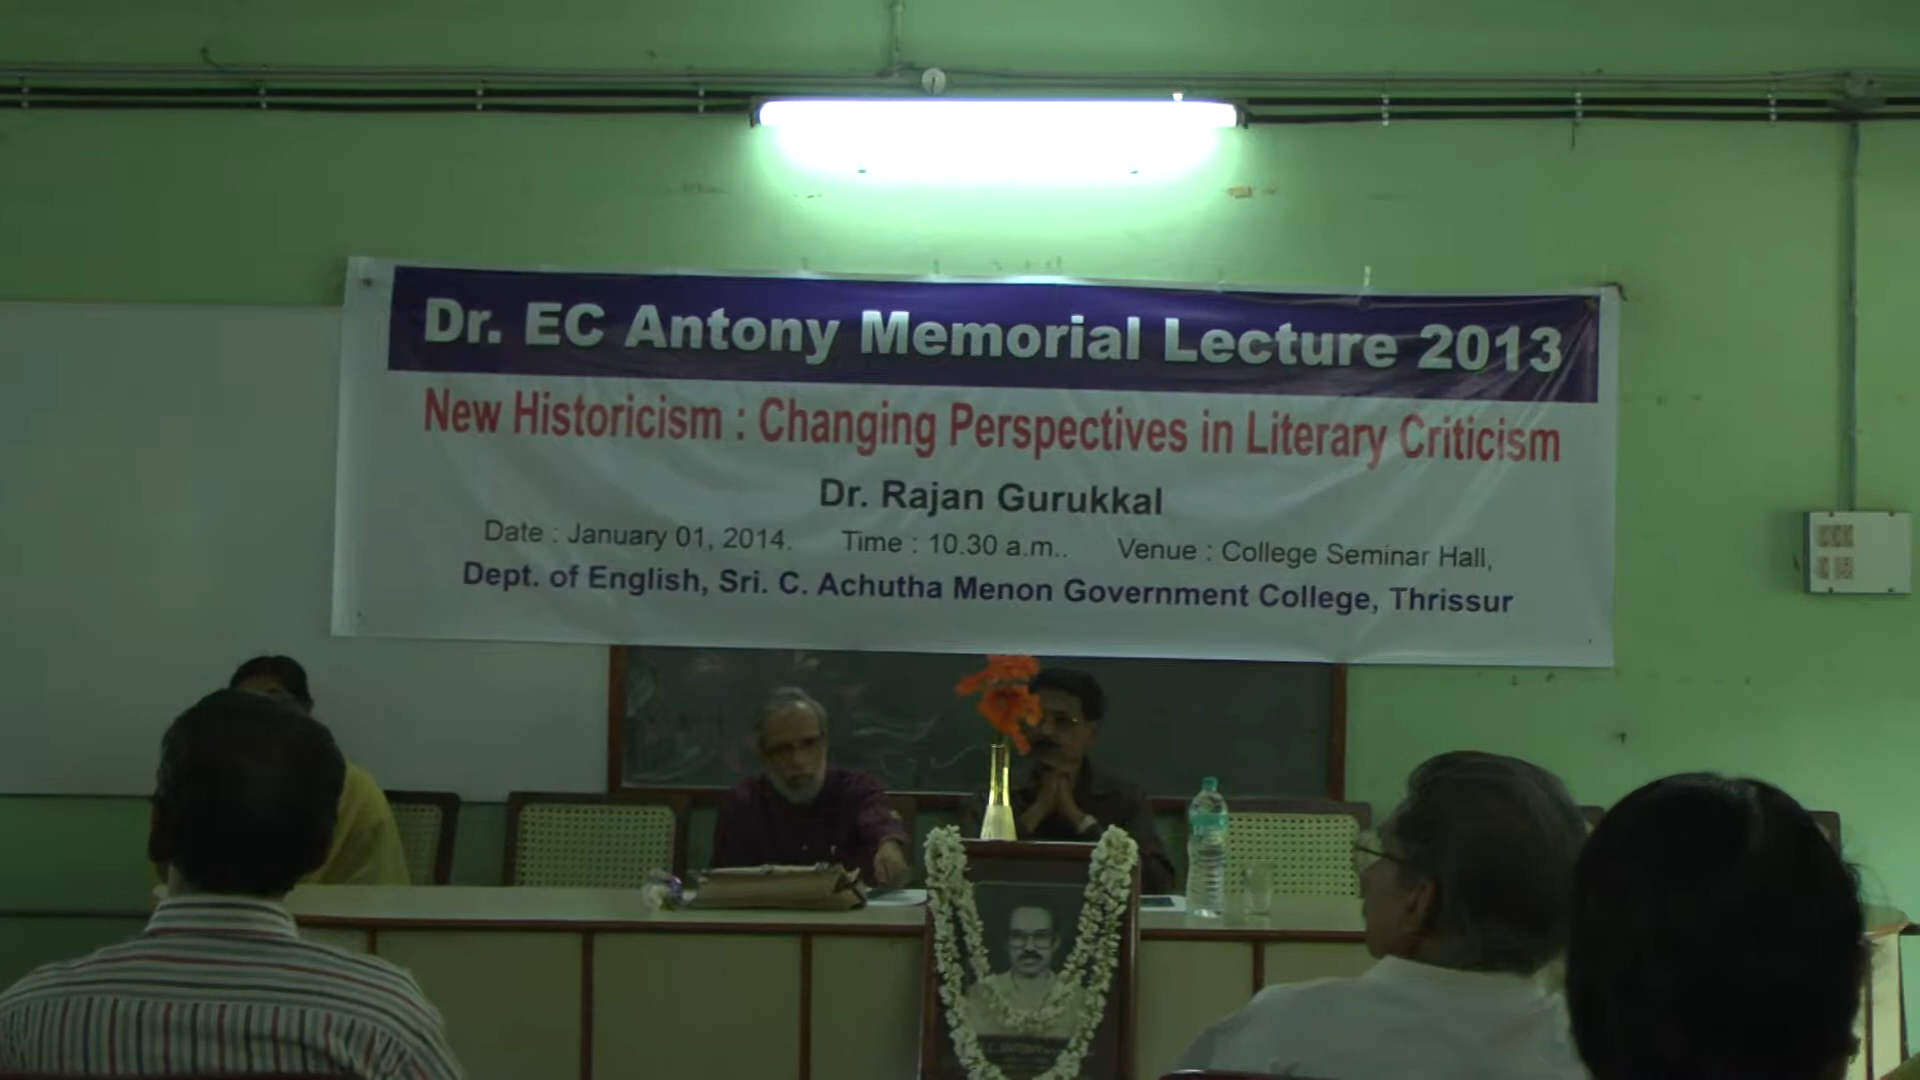 Dr. EC Antony Memorial Lecture 2013
New Historicism : Changing Perspectives in Literary Criticism
Dr. Rajan Gurukkal
Date : January 01, 2014. Time : 10.30 a.m.. Venue : College Seminar Hall,
Dept. of English, Sri. C. Achutha Menon Government College, Thrissur